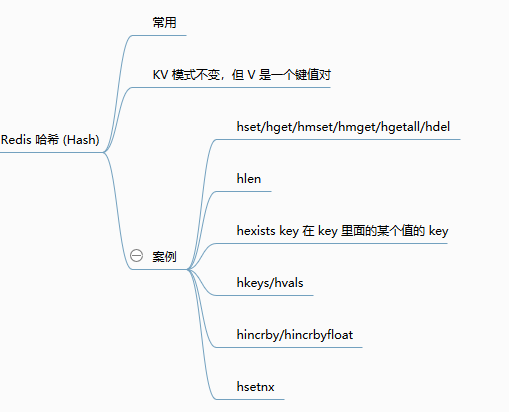 Redis 哈希 (Hash)
常用
KV 模式不变，但 V 是一个键值对
案例
hset/hget/hmset/hmget/hgetall/hdel
hlen
hexists key 在 key 里面的某个值的 key
hkeys/hvals
hincrby/hincrbyfloat
hsetnx